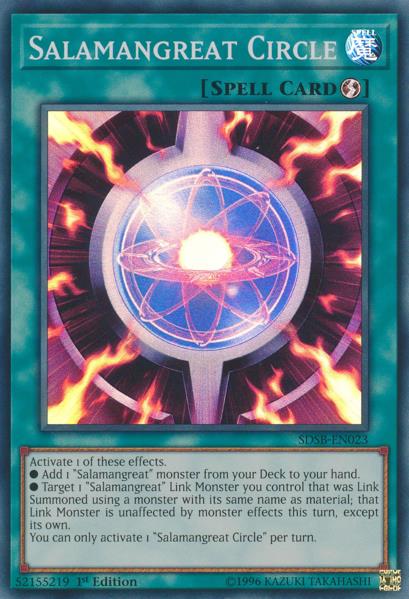 SALAMANGREAT CIRCLE
SPELL
魔
[SPELL CARD]
SDSB-EN023
Activate 1 of these effects.
● Add 1 "Salamangreat" monster from your Deck to your hand.
● Target 1 "Salamangreat" Link Monster you control that was Link
Summoned using a monster with its same name as material; that
Link Monster is unaffected by monster effects this turn, except
its own.
You can only activate 1 "Salamangreat Circle" per turn.
52155219 1st Edition ©1996 KAZUKI TAKAHASHI